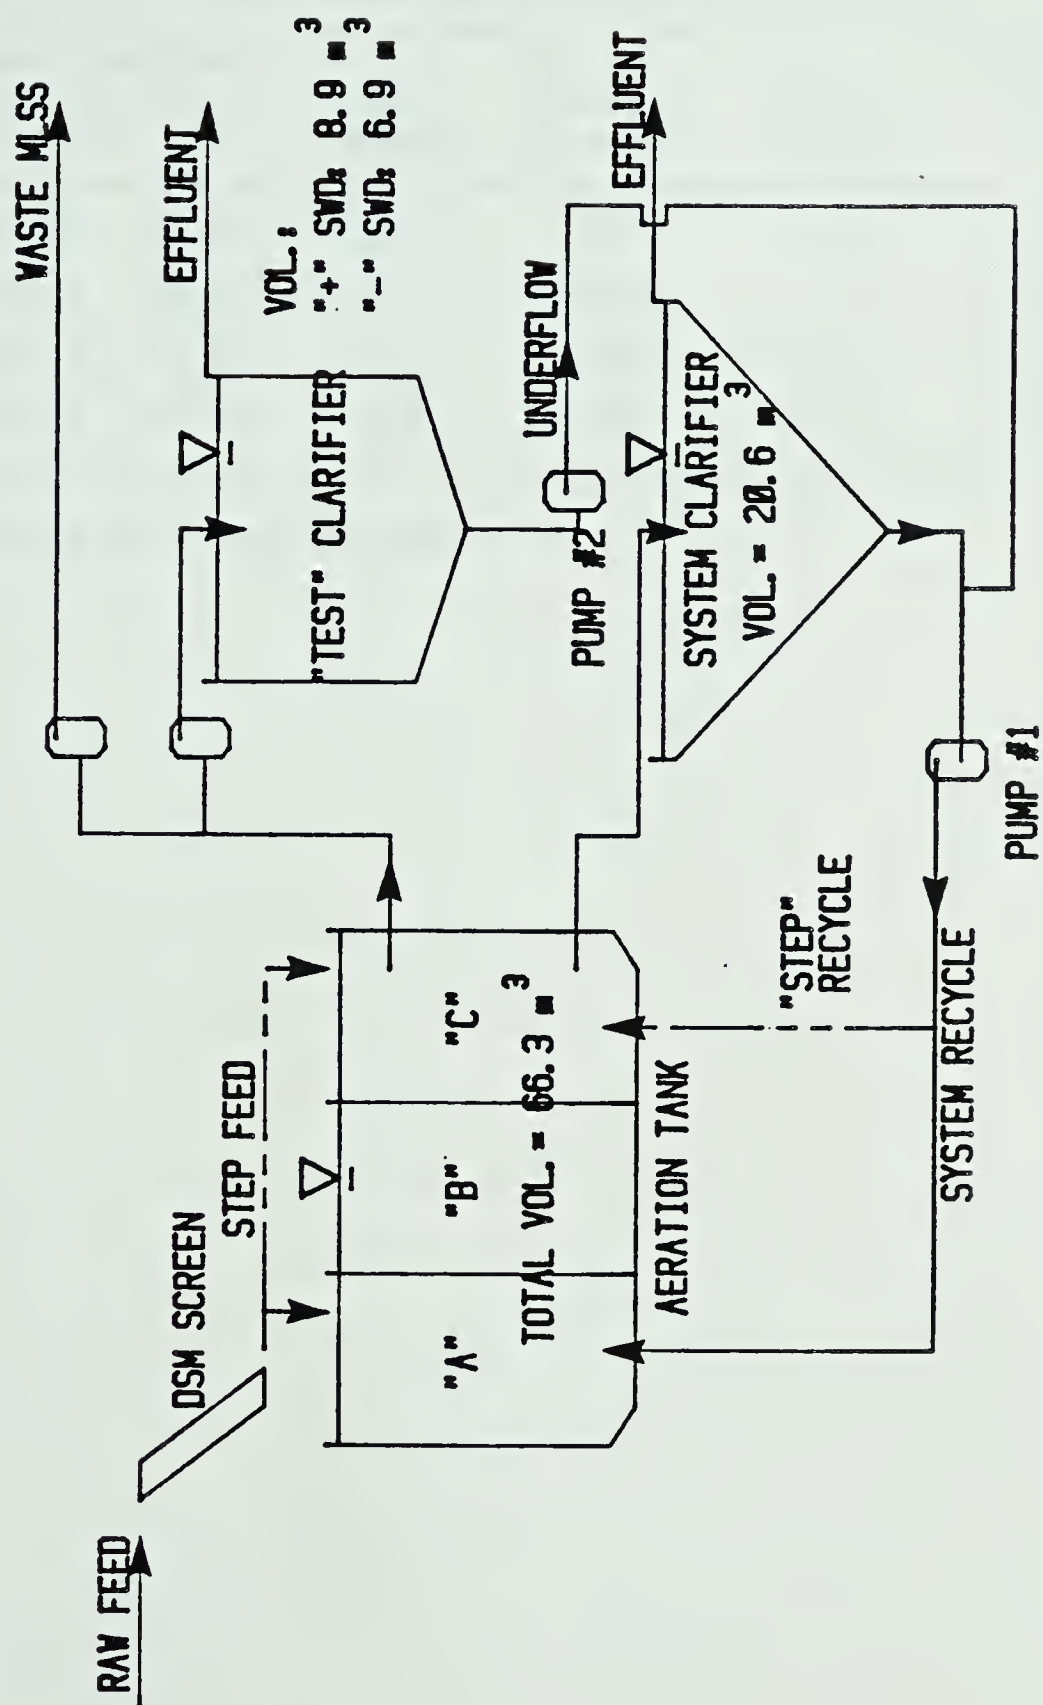 RAW FEED
DSM SCREEN
STEP FEED
"A"
"B"
"C"
TOTAL VOL. = 66.3 m³
AERATION TANK
WASTE MLSS
EFFLUENT
"TEST" CLARIFIER
VOL.:
"+" SWD: 8.9 m³
"-" SWD: 6.9 m³
PUMP #2
UNDERFLOW
EFFLUENT
SYSTEM CLARIFIER
VOL. = 20.6 m³
"STEP"
RECYCLE
SYSTEM RECYCLE
PUMP #1